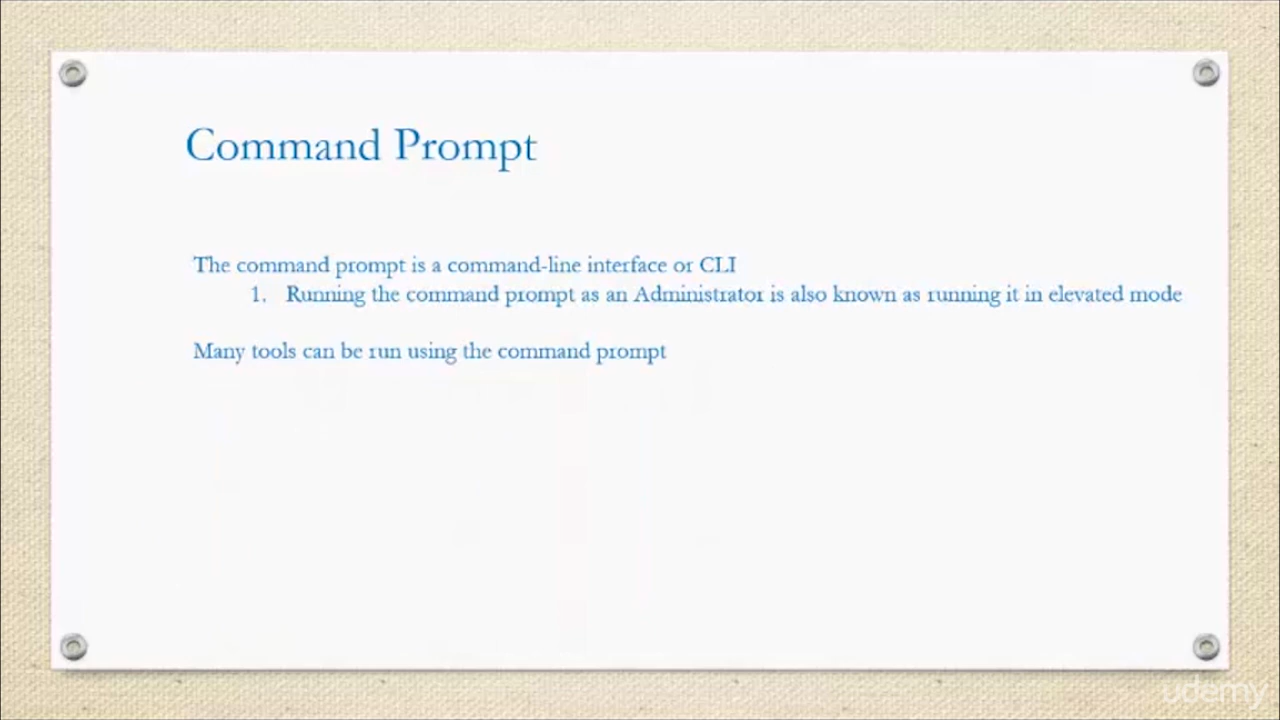 Command Prompt
The command prompt is a command-line interface or CLI
1. Running the command prompt as an Administrator is also known as running it in elevated mode
Many tools can be run using the command prompt
udemy